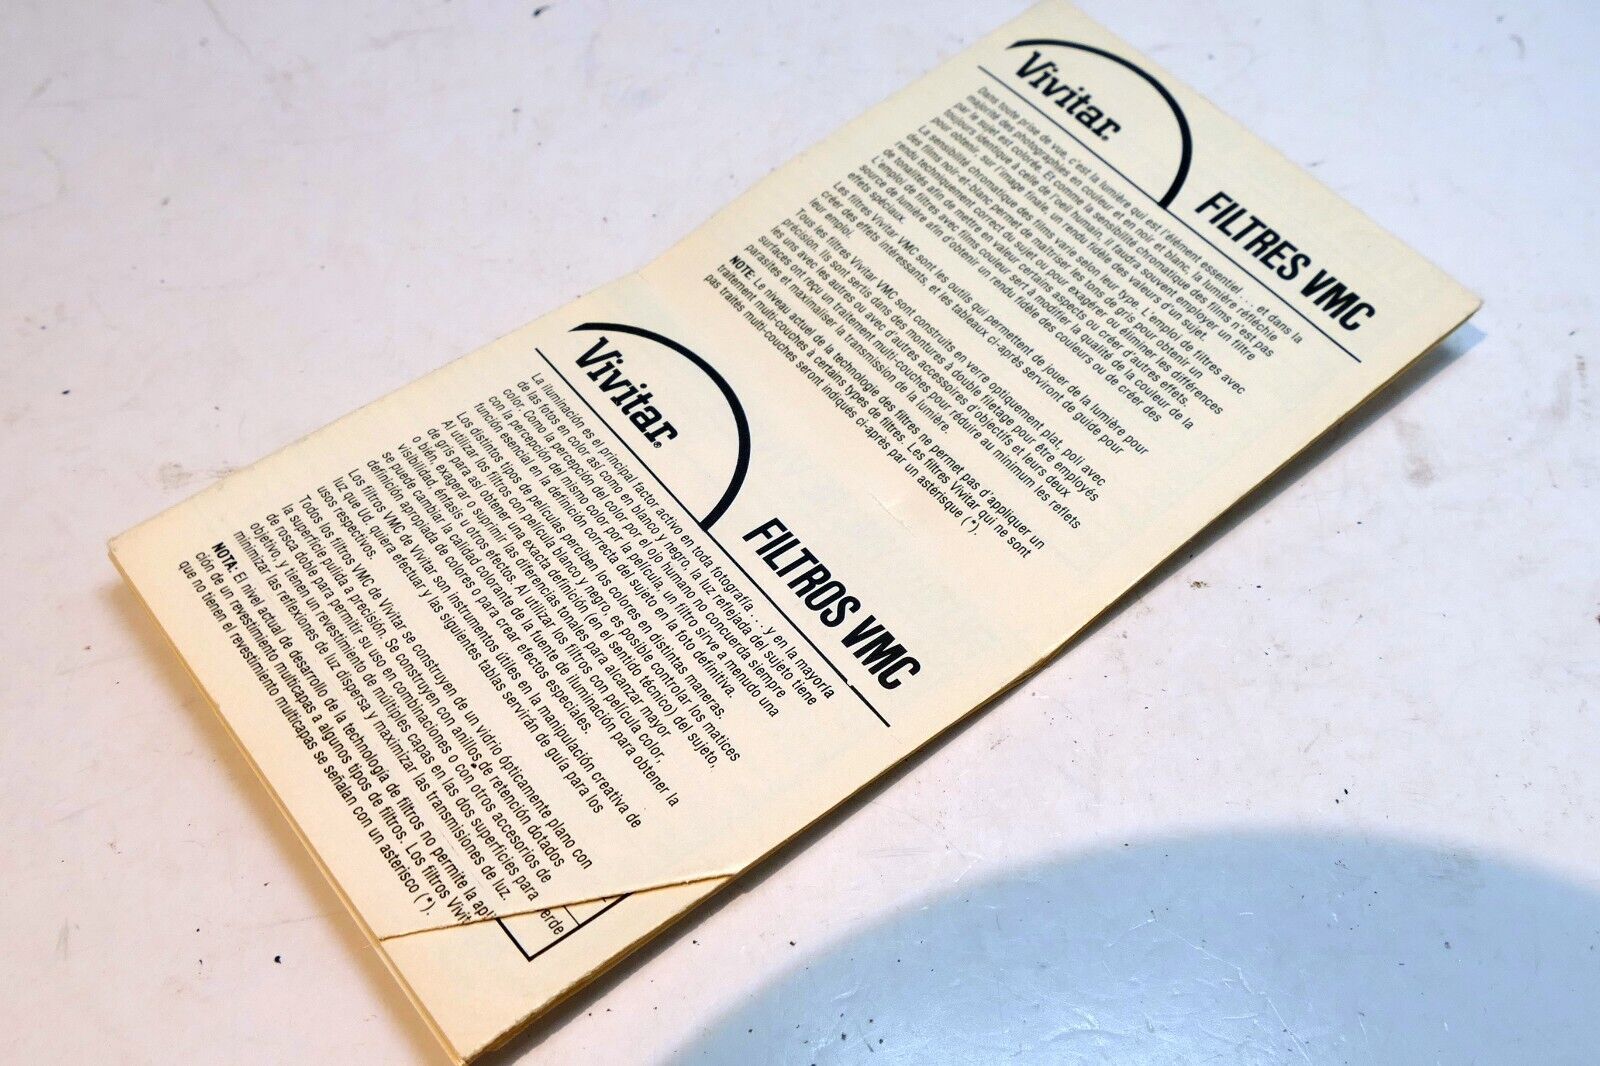 Vivitar
FILTRES VMC
Dans toute prise de vue, c'est la lumière qui est l'élément essentiel . . . et dans la
majorité des photographies en couleur et en noir et blanc, la lumière réfléchie
par le sujet est colorée. Et comme la sensibilité chromatique des films n'est pas
toujours identique à celle de l'oeil humain, il faudra souvent employer un filtre
pour obtenir, sur l'image finale, un rendu fidèle des valeurs d'un sujet.
La sensibilité chromatique des films varie selon leur type. L'emploi de filtres avec
des films noir-et-blanc permet de maîtriser les tons de gris pour obtenir un
rendu techniquement correct du sujet ou pour exagérer ou éliminer les différences
de tonalités afin de mettre en valeur certains aspects ou créer d'autres effets.
L'emploi de filtres avec films couleur sert à modifier la qualité de la couleur de la
source de lumière afin d'obtenir un rendu fidèle des couleurs ou de créer des
effets spéciaux.
Les filtres Vivitar VMC sont les outils qui permettent de jouer de la lumière pour
créer des effets intéressants, et les tableaux ci-après serviront de guide pour
leur emploi.
Tous les filtres Vivitar VMC sont construits en verre optiquement plat, poli avec
précision. Ils sont sertis dans des montures à double filetage pour être employés
les uns avec les autres ou avec d'autres accessoires d'objectifs et leurs deux
surfaces ont reçu un traitement multi-couches pour réduire au minimum les reflets
parasites et maximaliser la transmission de la lumière.
NOTE: Le niveau actuel de la technologie des filtres ne permet pas d'appliquer un
traitement multi-couches à certains types de filtres. Les filtres Vivitar qui ne sont
pas traités multi-couches seront indiqués ci-après par un astérisque (*).
Vivitar®
FILTROS VMC
La iluminación es el principal factor activo en toda fotografía . . . y en la mayoría
de las fotos en color así como en blanco y negro, la luz reflejada del sujeto tiene
color. Como la percepción del color por el ojo humano no concuerda siempre
con la percepción del mismo color por la película, un filtro sirve a menudo una
función esencial en la definición correcta del sujeto en la foto definitiva.
Los distintos tipos de películas perciben los colores en distintas maneras.
Al utilizar los filtros con película blanco y negro, es posible controlar los matices
de gris para así obtener una exacta definición (en el sentido técnico) del sujeto,
o bien, exagerar o suprimir las diferencias tonales para alcanzar mayor
visibilidad, énfasis u otros efectos. Al utilizar los filtros con película color,
se puede cambiar la calidad colorante de la fuente de iluminación para obtener la
definición apropiada de colores o para crear efectos especiales.
Los filtros VMC de Vivitar son instrumentos útiles en la manipulación creativa de
luz que Ud. quiera efectuar y las siguientes tablas servirán de guía para los
usos respectivos.
Todos los filtros VMC de Vivitar se construyen de un vidrio ópticamente plano con
la superficie pulida a precisión. Se construyen con anillos de retención dotados
de rosca doble para permitir su uso en combinaciones o con otros accesorios de
objetivo, y tienen un revestimiento de múltiples capas en las dos superficies para
minimizar las reflexiones de luz dispersa y maximizar las transmisiones de luz.
NOTA: El nivel actual de desarrollo de la technología de filtros no permite la apli
ción de un revestimiento multicapas a algunos tipos de filtros. Los filtros Vivit
que no tienen el revestimiento multicapas se señalan con un asterisco (*).
erde